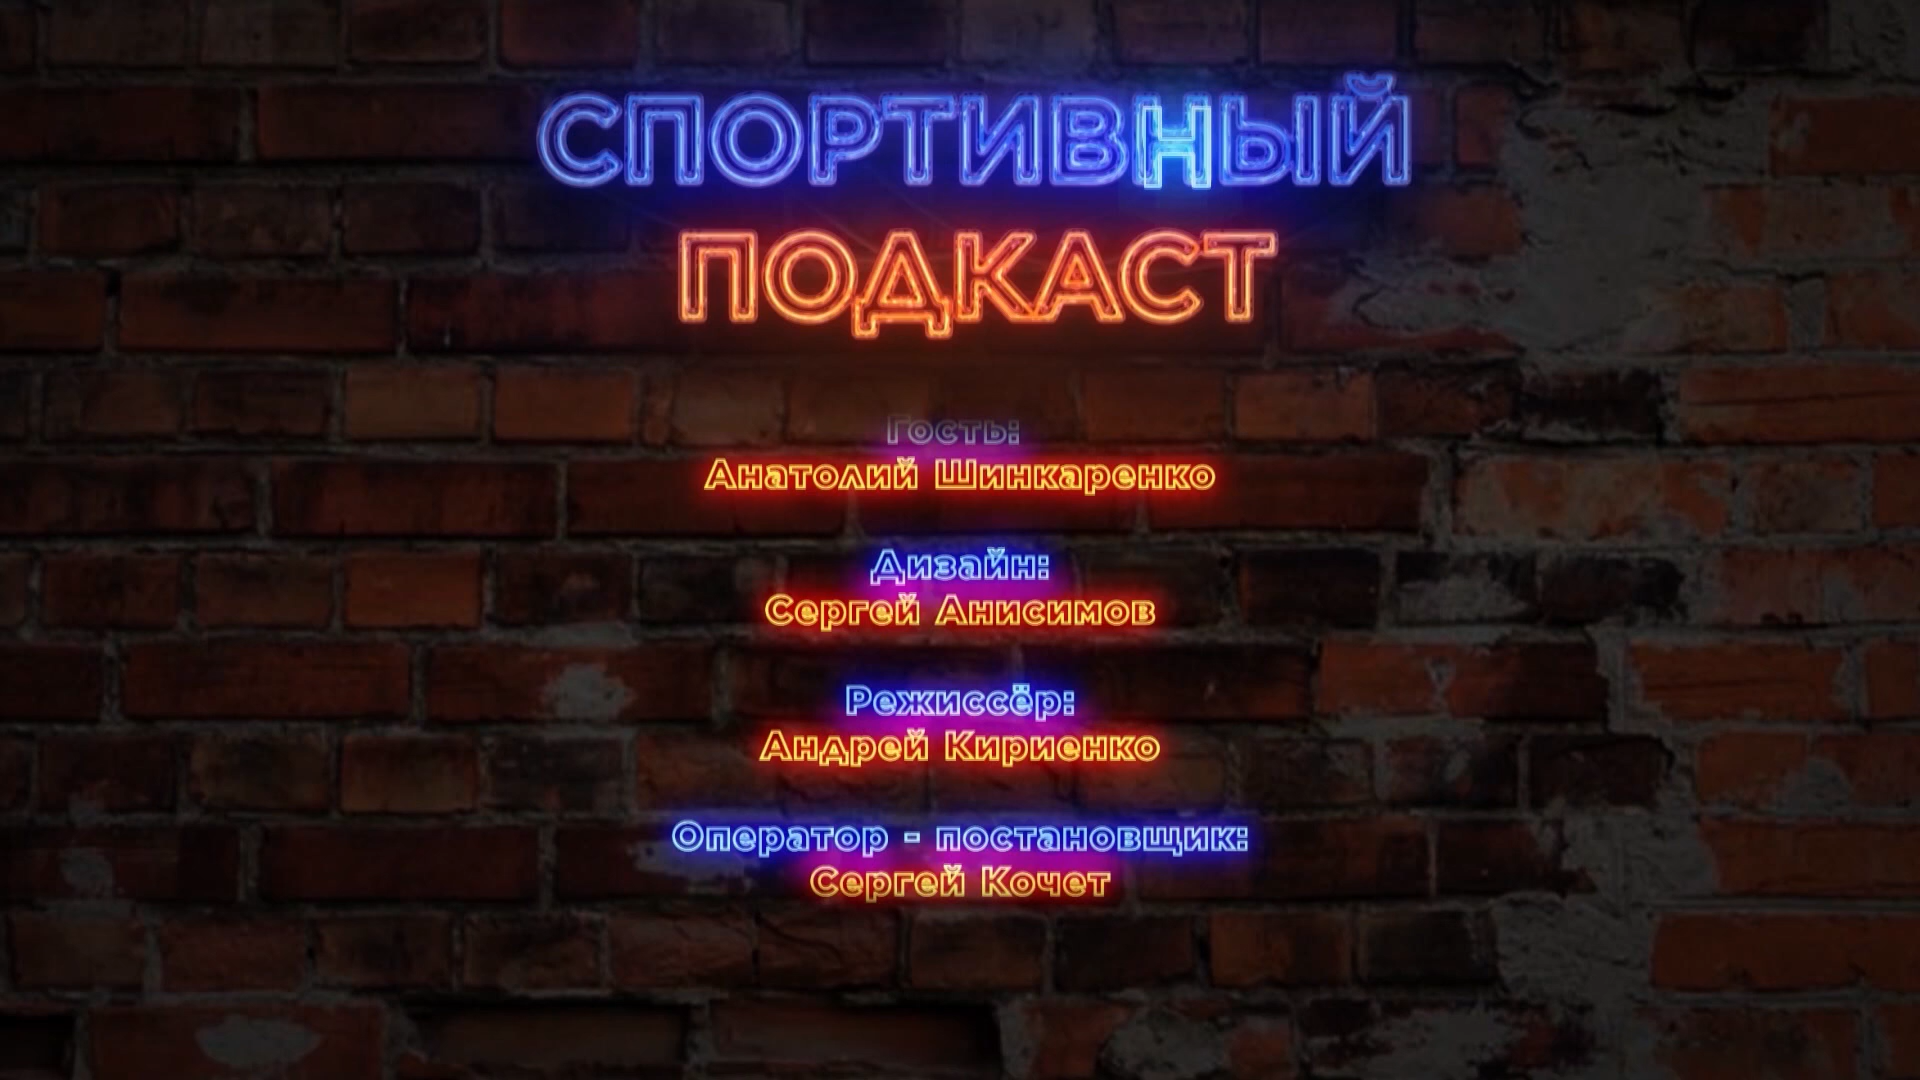 СПОРТИВНЫЙ
ПОДКАСТ
Гость:
Анатолий Шинкаренко
Дизайн:
Сергей Анисимов
Режиссёр:
Андрей Кириенко
Оператор - постановщик:
Сергей Кочет